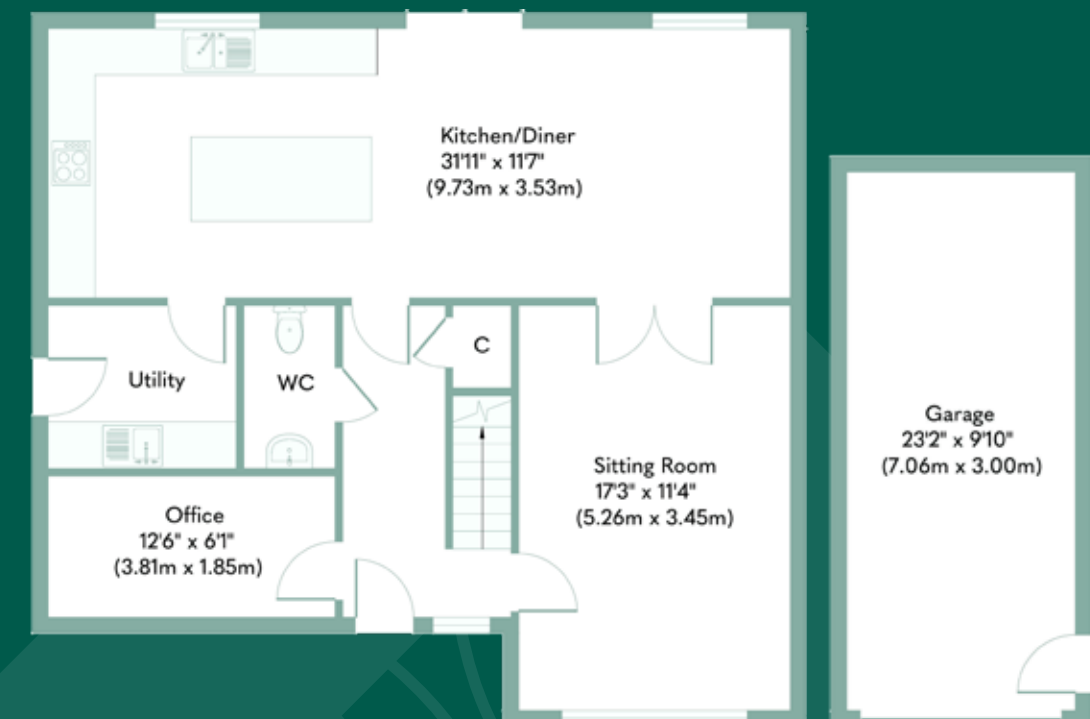 Kitchen/Diner
31'11" x 11'7"
(9.73m x 3.53m)
Utility
WC
C
Office
12'6" x 6'1"
(3.81m x 1.85m)
Sitting Room
17'3" x 11'4"
(5.26m x 3.45m)
Garage
23'2" x 9'10"
(7.06m x 3.00m)